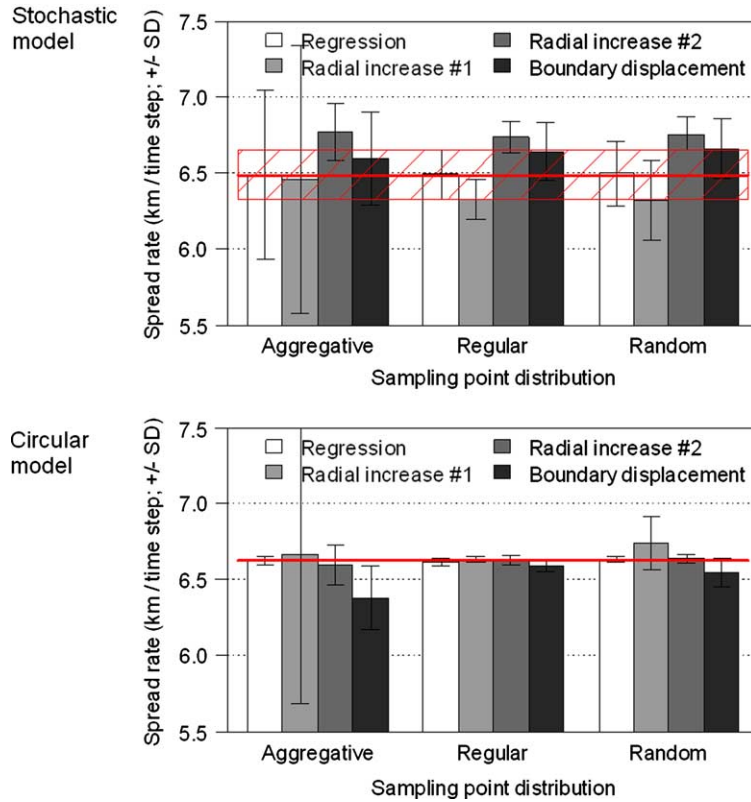 Stochastic model
Spread rate (km / time step; +/- SD)
7.5
7.0
6.5
6.0
5.5
Regression
Radial increase #2
Radial increase #1
Boundary displacement
Aggregative
Regular
Random
Sampling point distribution
Circular model
Spread rate (km / time step; +/- SD)
7.5
7.0
6.5
6.0
5.5
Regression
Radial increase #2
Radial increase #1
Boundary displacement
Aggregative
Regular
Random
Sampling point distribution